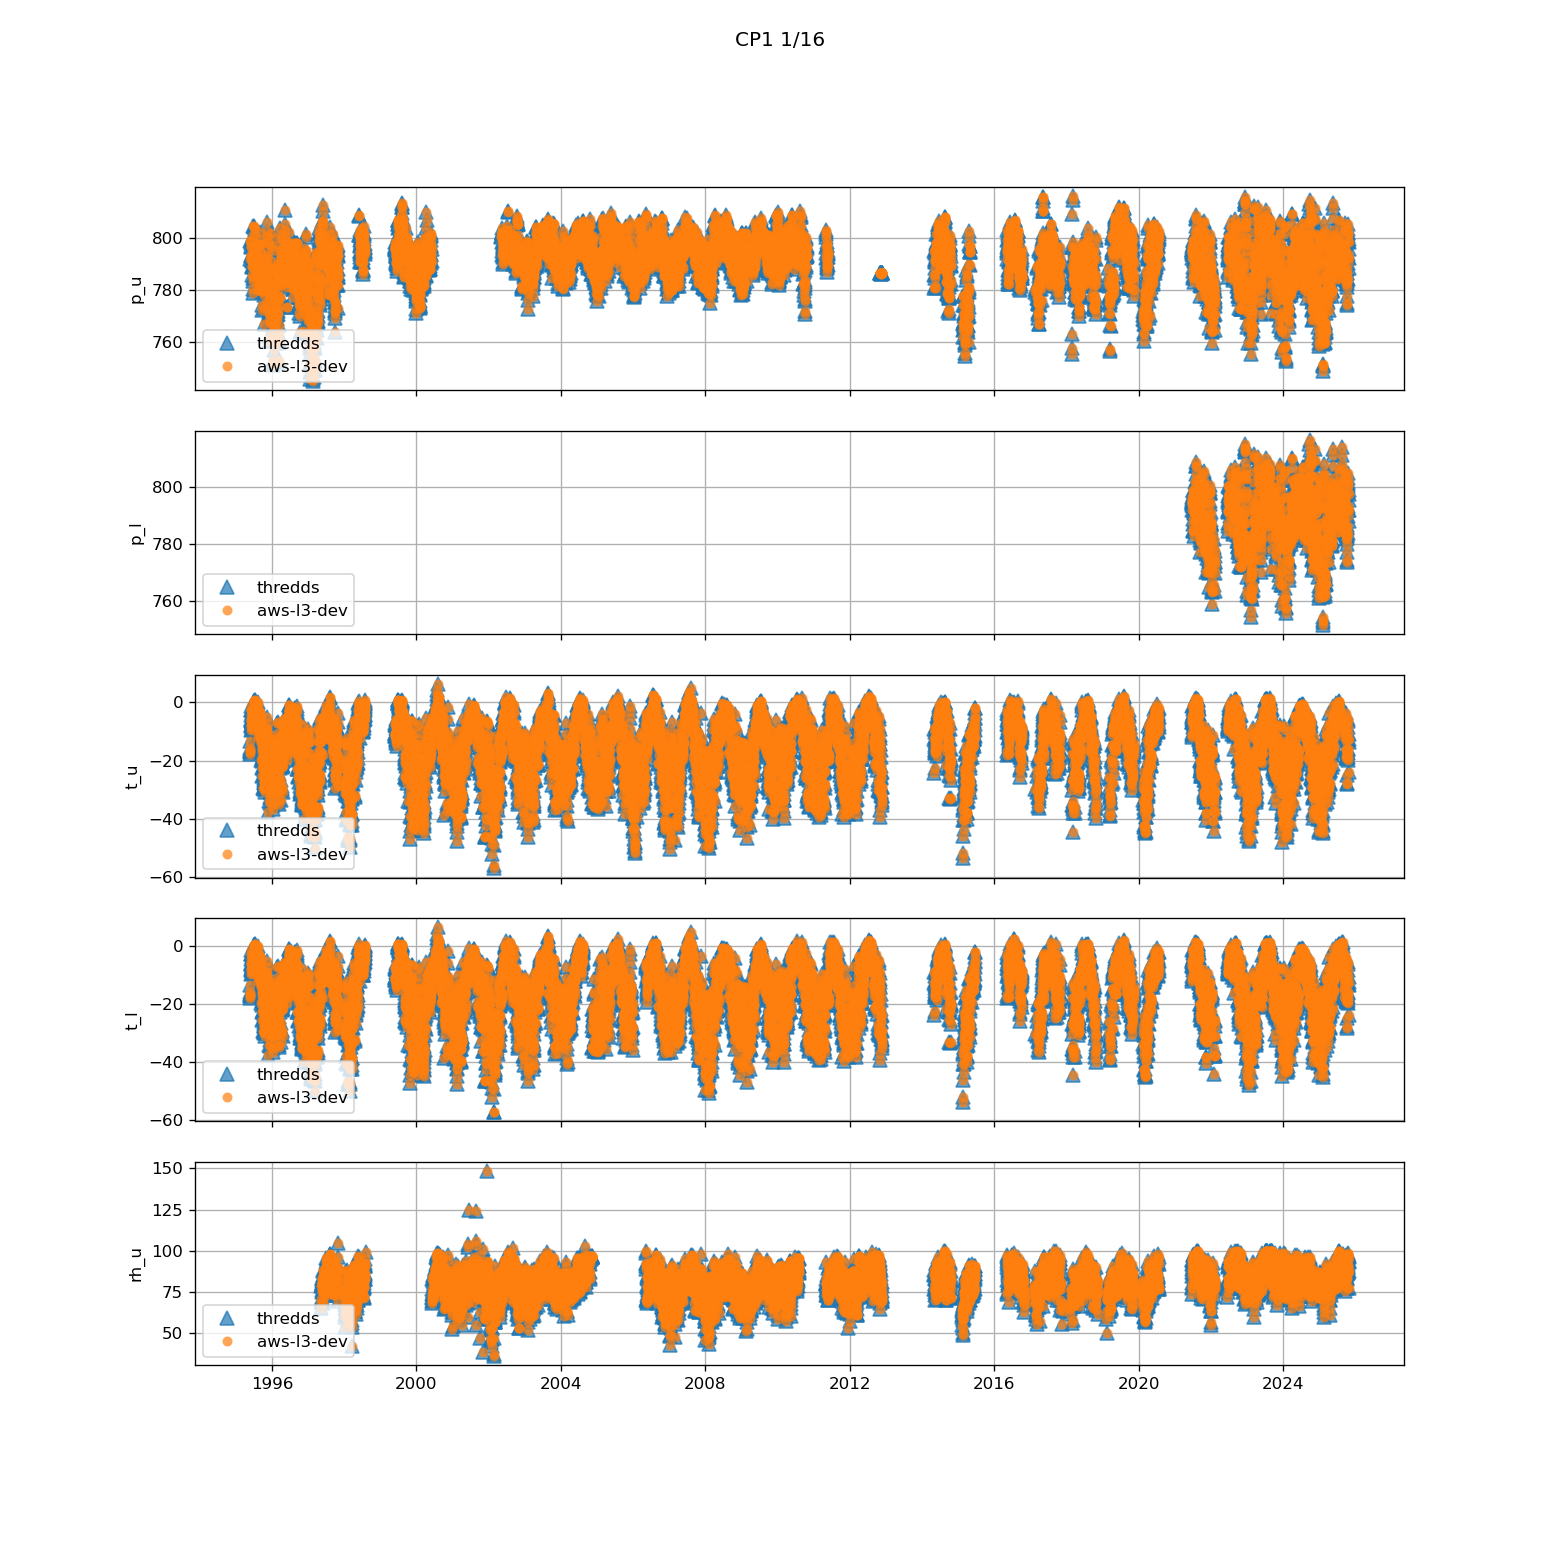 CP1 1/16
800
780
760
p_u
thredds
aws-l3-dev
800
780
760
p_l
thredds
aws-l3-dev
0
−20
−40
−60
t_u
thredds
aws-l3-dev
0
−20
−40
−60
t_l
thredds
aws-l3-dev
150
125
100
75
50
rh_u
thredds
aws-l3-dev
1996 2000 2004 2008 2012 2016 2020 2024